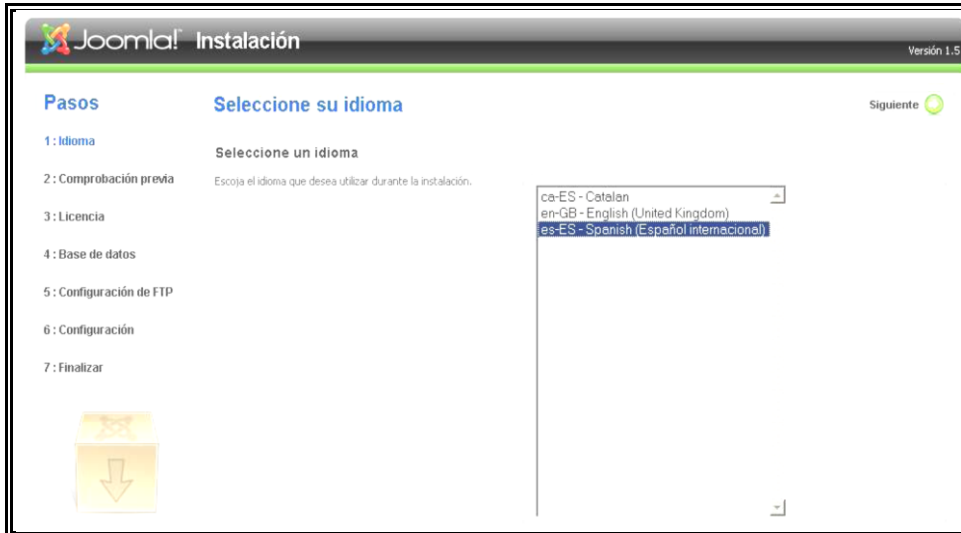 Joomla! Instalación
Versión 1.5
Pasos
Seleccione su idioma
Siguiente
1 : Idioma
Seleccione un idioma
2 : Comprobación previa
Escoja el idioma que desea utilizar durante la instalación.
ca-ES - Catalan
3 : Licencia
en-GB - English (United Kingdom)
es-ES - Spanish (Español internacional)
4 : Base de datos
5 : Configuración de FTP
6 : Configuración
7 : Finalizar